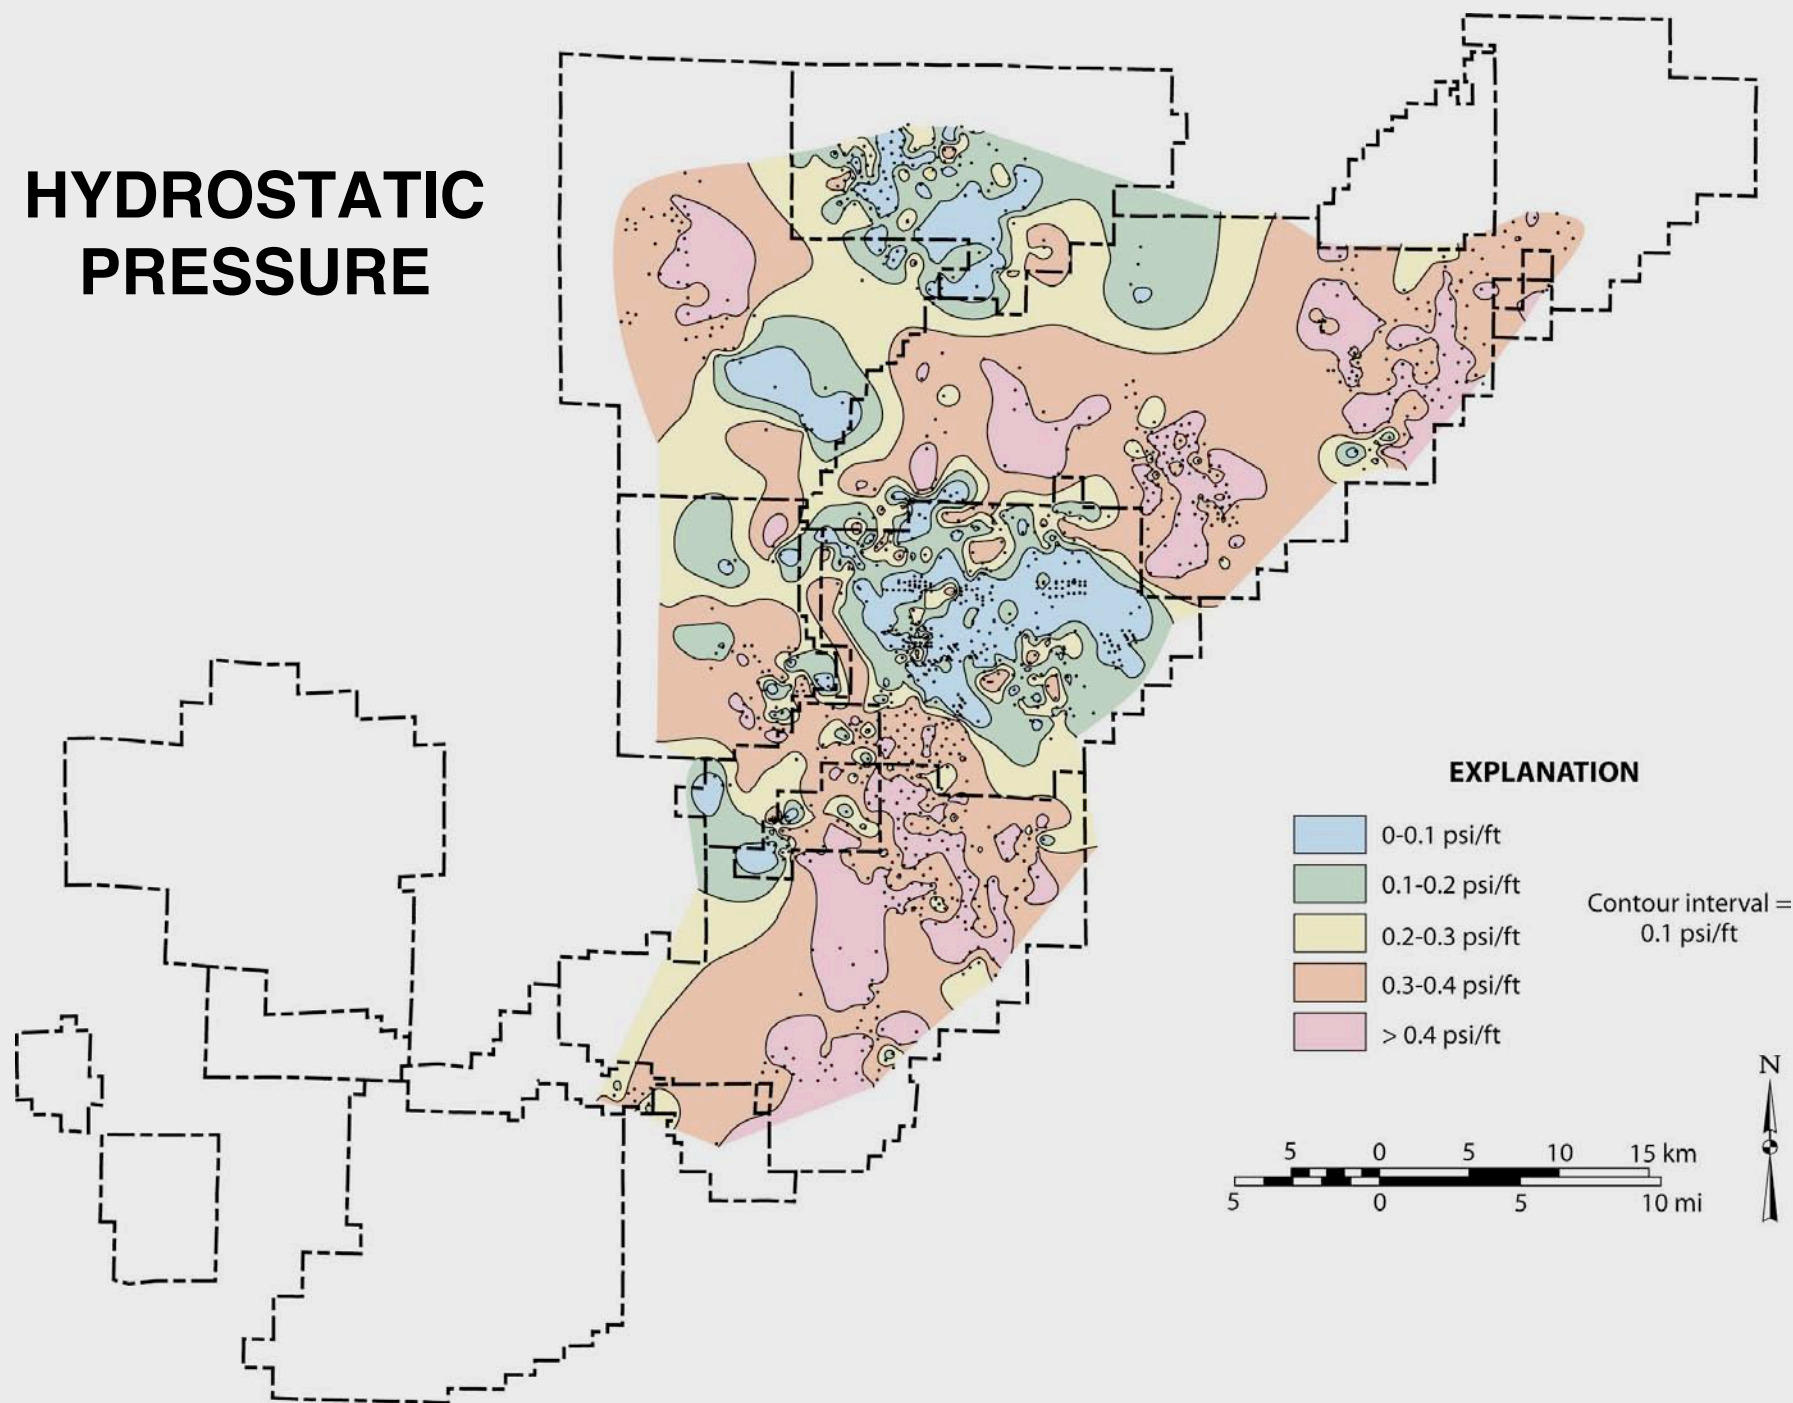 HYDROSTATIC
PRESSURE
EXPLANATION
0-0.1 psi/ft
0.1-0.2 psi/ft
0.2-0.3 psi/ft
0.3-0.4 psi/ft
> 0.4 psi/ft
Contour interval =
0.1 psi/ft
N
5 0 5 10 15 km
5 0 5 10 mi